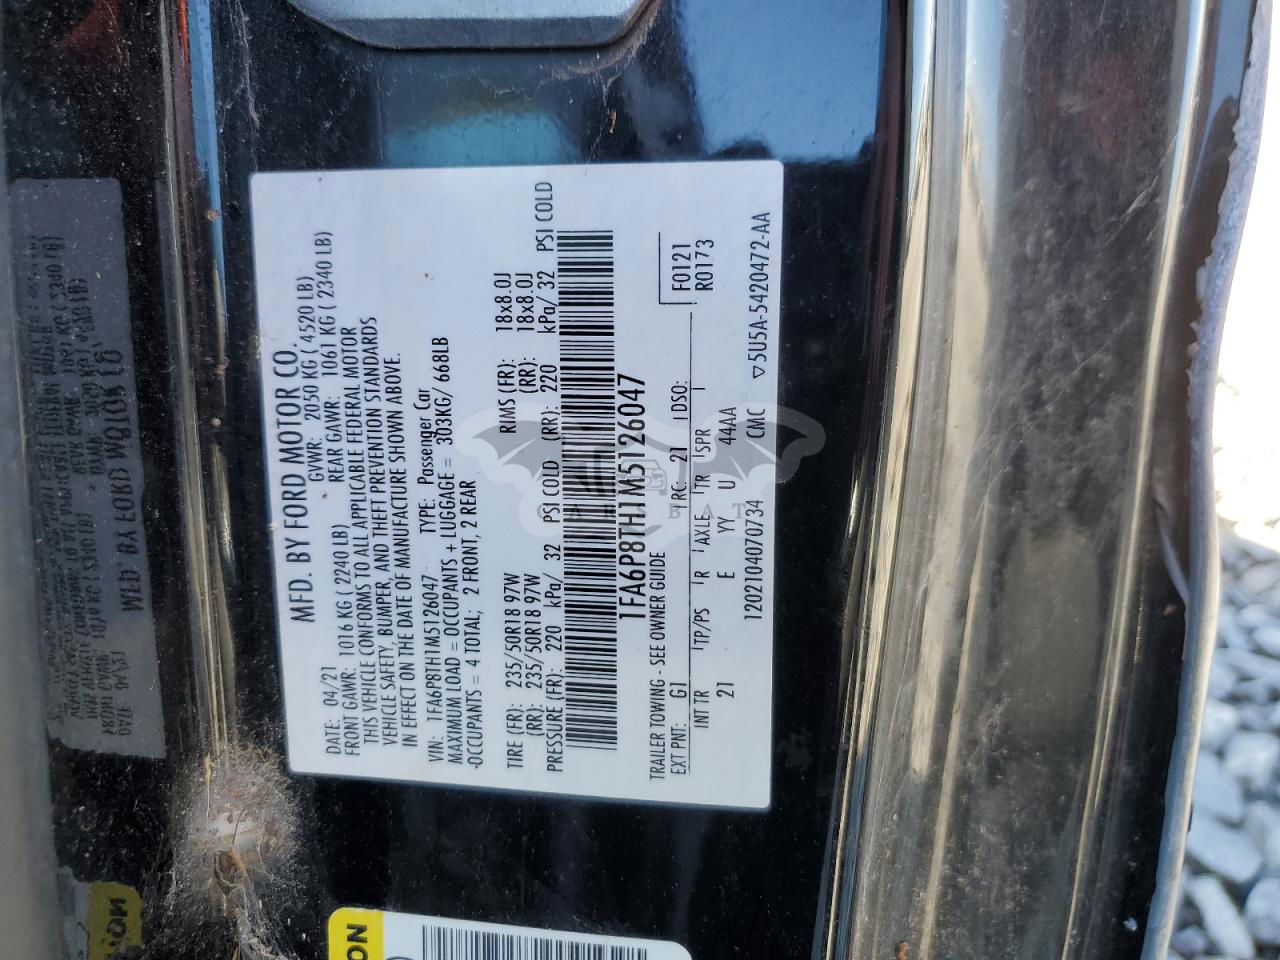 MFD. BY FORD MOTOR CO.
DATE: 04/21 GVWR: 2050 KG ( 4520 LB)
FRONT GAWR: 1016 KG (2240 LB) REAR GAWR: 1061 KG ( 2340 LB)
THIS VEHICLE CONFORMS TO ALL APPLICABLE FEDERAL MOTOR
VEHICLE SAFETY, BUMPER, AND THEFT PREVENTION STANDARDS
IN EFFECT ON THE DATE OF MANUFACTURE SHOWN ABOVE.
VIN: 1FA6P8TH1M5126047 TYPE: Passenger Car
MAXIMUM LOAD = OCCUPANTS + LUGGAGE = 303KG/ 668LB
-OCCUPANTS = 4 TOTAL; 2 FRONT, 2 REAR
TIRE (FR): 235/50R18 97W RIMS (FR): 18x8.0J
(RR): 235/50R18 97W (RR): 18x8.0J
PRESSURE (FR): 220 kPa/ 32 PSI COLD (RR): 220 kPa/ 32 PSI COLD
1FA6P8TH1M5126047
TRAILER TOWING - SEE OWNER GUIDE F0121
EXT PNT: G1 RC: 21 DSO: R0173
INT TR TP/PS R AXLE TR SPR
21 E YY U 44AA
12021040707​34 CMC ▽5U5A-5420472-AA
CARSBAT